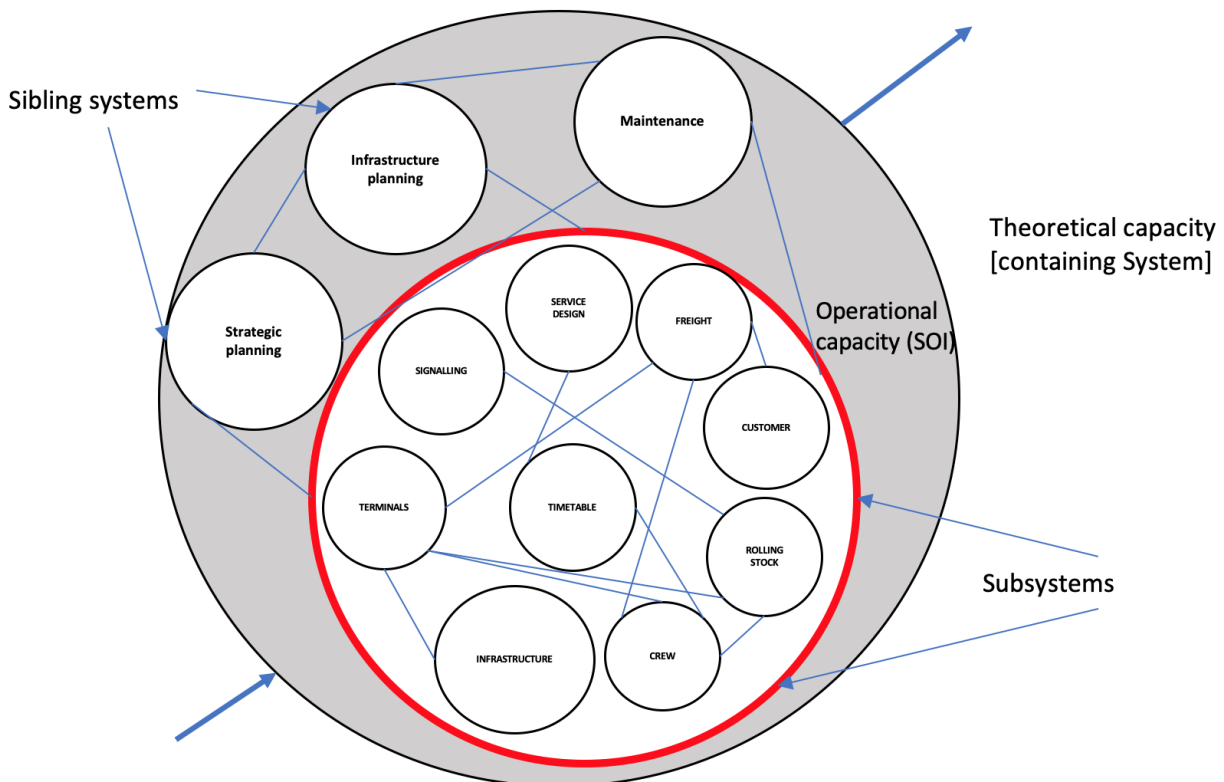 Sibling systems
Maintenance
Infrastructure
planning
Theoretical capacity
[containing System]
Strategic
planning
SERVICE
DESIGN
FREIGHT
Operational
capacity (SOI)
SIGNALLING
CUSTOMER
TERMINALS
TIMETABLE
ROLLING
STOCK
Subsystems
INFRASTRUCTURE
CREW